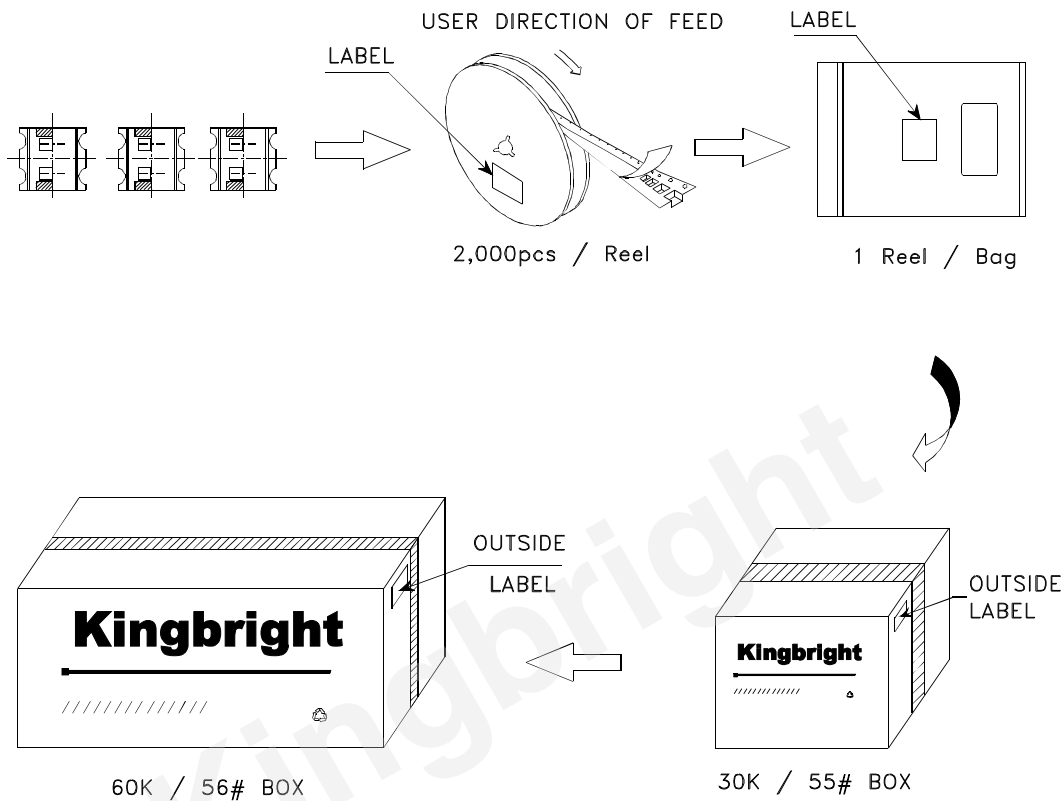 USER DIRECTION OF FEED
LABEL
LABEL
2,000pcs / Reel
1 Reel / Bag
OUTSIDE
LABEL
OUTSIDE
LABEL
Kingbright
Kingbright
60K / 56# BOX
30K / 55# BOX
Kingbright